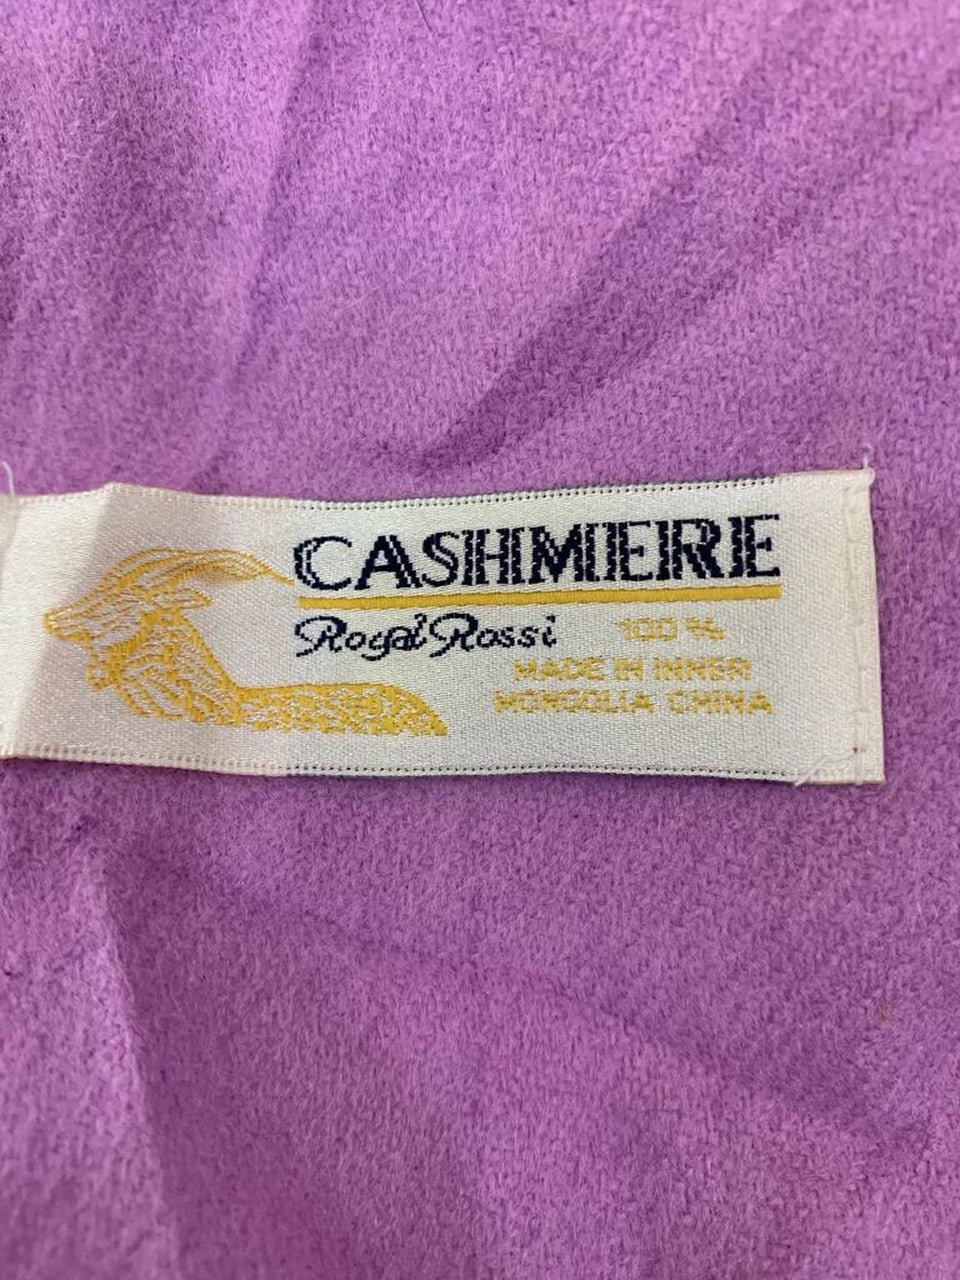 CASHMERE
Royal Rossi 100%
MADE IN INNER
MONGOLIA CHINA